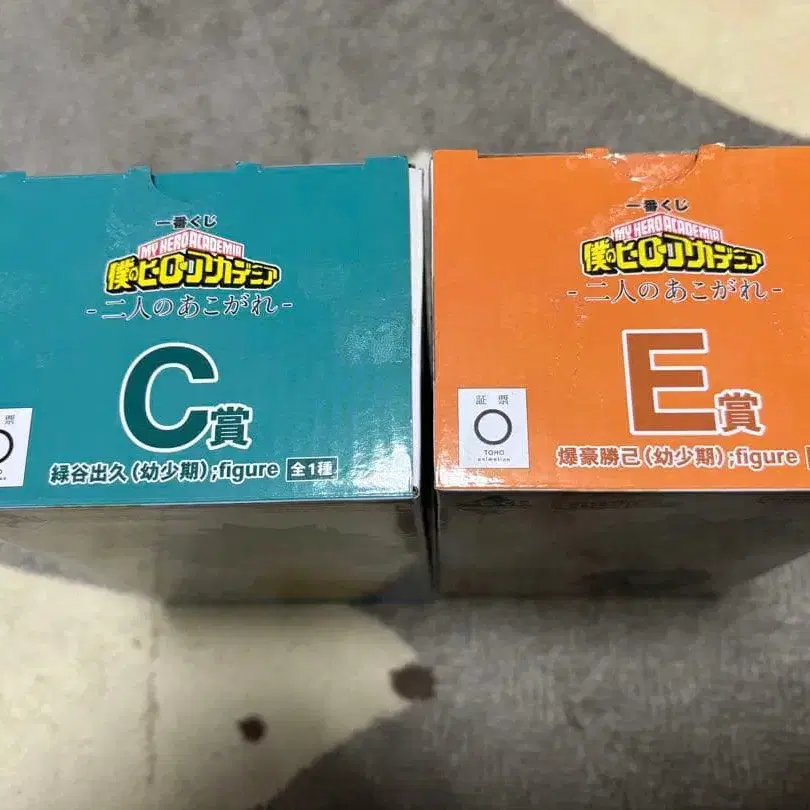 一番くじ
MY HERO ACADEMIA
僕のヒーローアカデミア
-二人のあこがれ-
C賞
票
緑谷出久(幼少期);figure 全1種
一番くじ
MY HERO ACADEMIA
僕のヒーローアカデミア
-二人のあこがれ-
E賞
証票
TOHO
animation
爆豪勝己(幼少期);figure